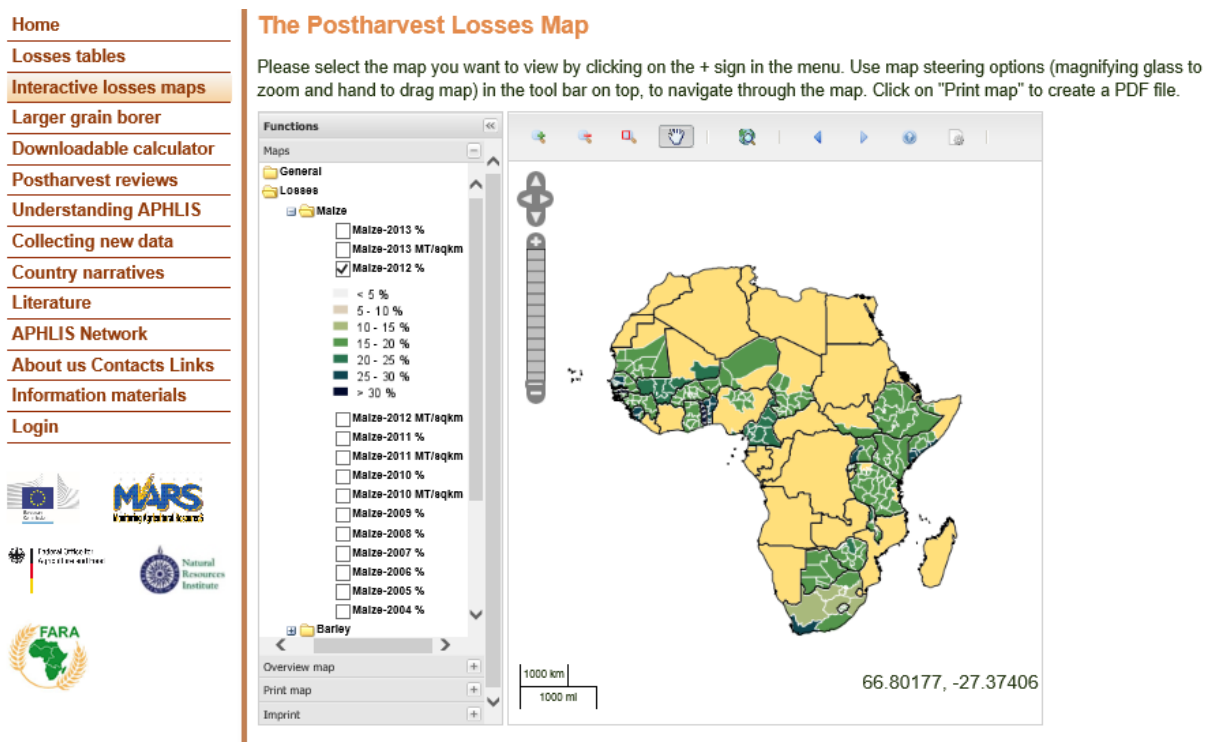 Home
Losses tables
Interactive losses maps
Larger grain borer
Downloadable calculator
Postharvest reviews
Understanding APHLIS
Collecting new data
Country narratives
Literature
APHLIS Network
About us Contacts Links
Information materials
Login
MARS
Natural
Resources
Institute
FARA
The Postharvest Losses Map
Please select the map you want to view by clicking on the + sign in the menu. Use map steering options (magnifying glass to
zoom and hand to drag map) in the tool bar on top, to navigate through the map. Click on "Print map" to create a PDF file.
Functions
Maps
General
Losses
Maize
Maize-2013 %
Maize-2013 MT/sqkm
Maize-2012 %
< 5 %
5 - 10 %
10 - 15 %
15 - 20 %
20 - 25 %
25 - 30 %
> 30 %
Maize-2012 MT/sqkm
Maize-2011 %
Maize-2011 MT/sqkm
Maize-2010 %
Maize-2010 MT/sqkm
Maize-2009 %
Maize-2008 %
Maize-2007 %
Maize-2006 %
Maize-2005 %
Maize-2004 %
Barley
Overview map
Print map
Imprint
1000 km
1000 mi
66.80177, -27.37406